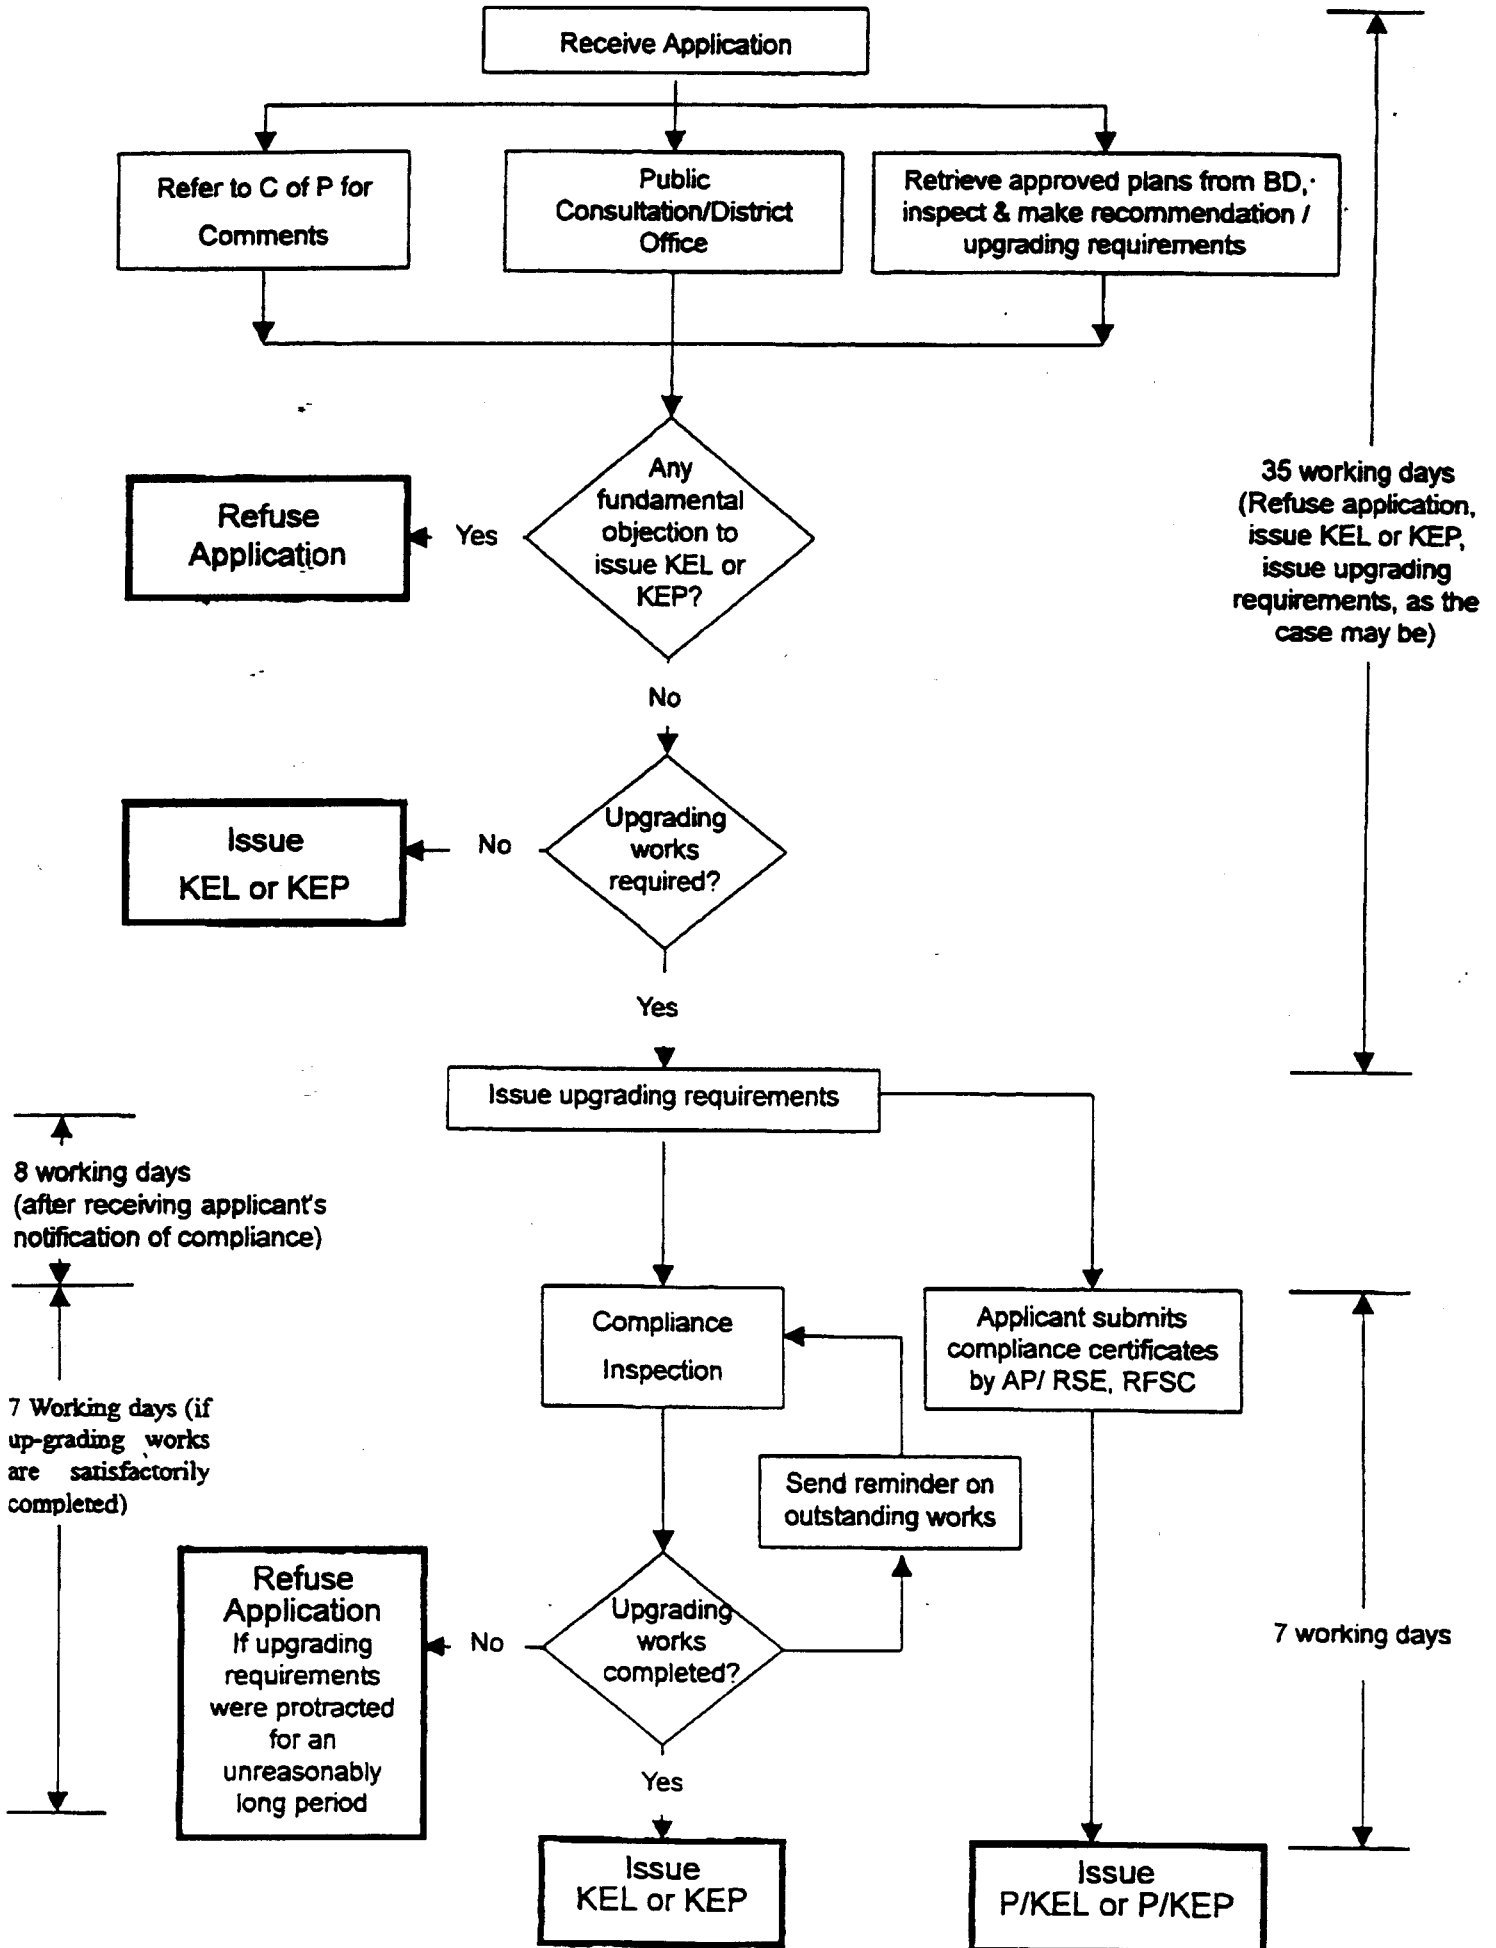 Receive Application
Refer to C of P for
Comments
Public
Consultation/District
Office
Retrieve approved plans from BD,
inspect & make recommendation /
upgrading requirements
Any
fundamental
objection to
issue KEL or
KEP?
Yes
Refuse
Application
35 working days
(Refuse application,
issue KEL or KEP,
issue upgrading
requirements, as the
case may be)
No
Upgrading
works
required?
No
Issue
KEL or KEP
Yes
Issue upgrading requirements
8 working days
(after receiving applicant's
notification of compliance)
Compliance
Inspection
Applicant submits
compliance certificates
by AP/ RSE, RFSC
7 Working days (if
up-grading works
are satisfactorily
completed)
Send reminder on
outstanding works
Upgrading
works
completed?
No
Refuse
Application
If upgrading
requirements
were protracted
for an
unreasonably
long period
7 working days
Yes
Issue
KEL or KEP
Issue
P/KEL or P/KEP